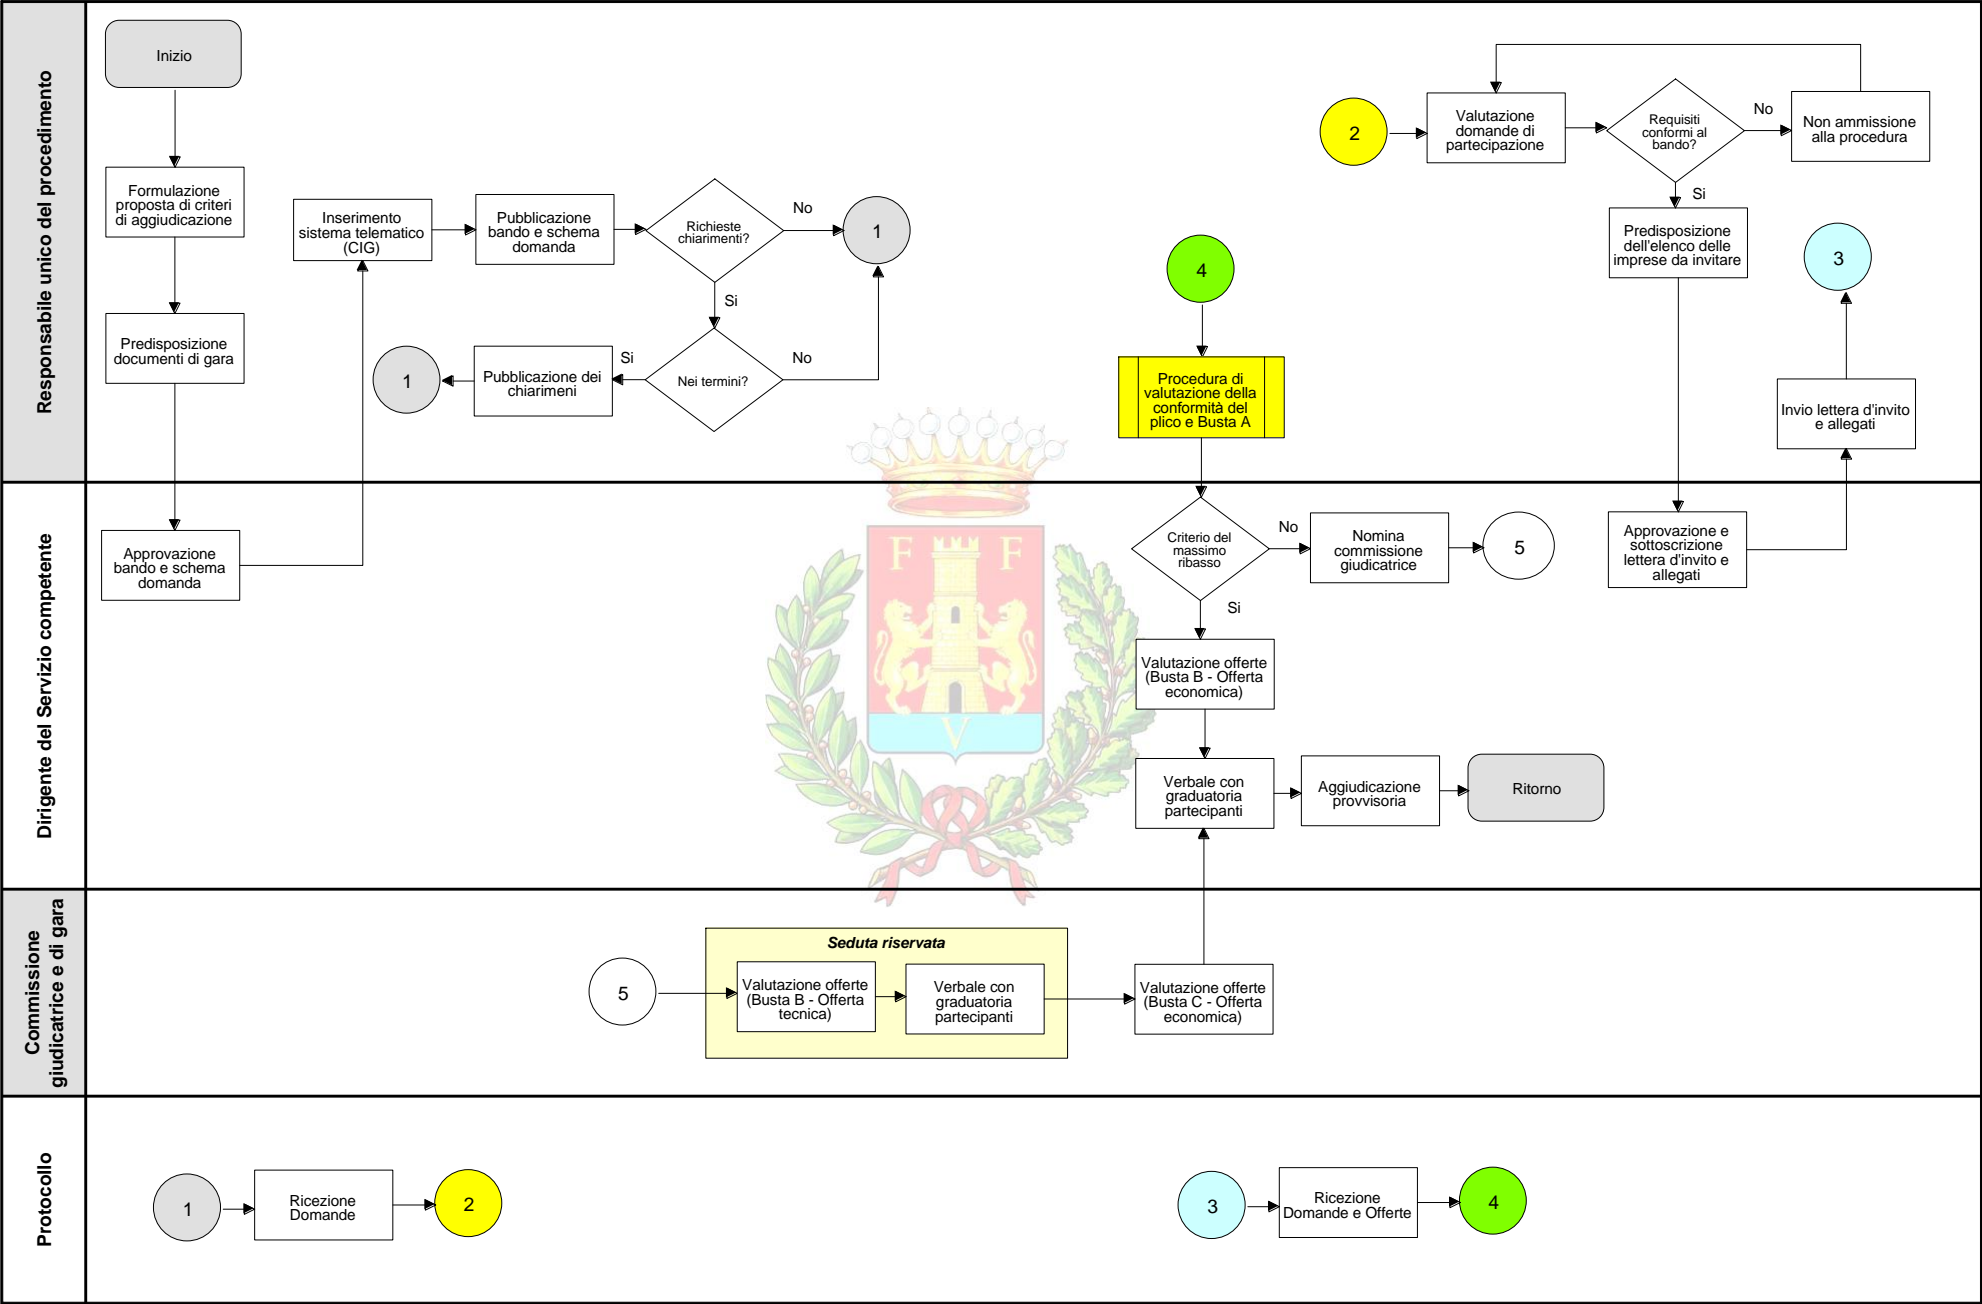 Responsabile unico del procedimento
Inizio
Formulazione
proposta di criteri
di aggiudicazione
Predisposizione
documenti di gara
Inserimento
sistema telematico
(CIG)
Pubblicazione
bando e schema
domanda
Richieste
chiarimenti?
No
1
Si
Nei termini?
No
Si
Pubblicazione dei
chiarimeni
1
4
Procedura di
valutazione della
conformità del
plico e Busta A
2
Valutazione
domande di
partecipazione
Requisiti
conformi al
bando?
No
Non ammissione
alla procedura
Si
Predisposizione
dell'elenco delle
imprese da invitare
3
Invio lettera d'invito
e allegati
Dirigente del Servizio competente
Approvazione
bando e schema
domanda
F F
V
Criterio del
massimo
ribasso
No
Nomina
commissione
giudicatrice
5
Approvazione e
sottoscrizione
lettera d'invito e
allegati
Si
Valutazione offerte
(Busta B - Offerta
economica)
Verbale con
graduatoria
partecipanti
Aggiudicazione
provvisoria
Ritorno
Commissione
giudicatrice e di gara
5
Seduta riservata
Valutazione offerte
(Busta B - Offerta
tecnica)
Verbale con
graduatoria
partecipanti
Valutazione offerte
(Busta C - Offerta
economica)
Protocollo
1
Ricezione
Domande
2
3
Ricezione
Domande e Offerte
4